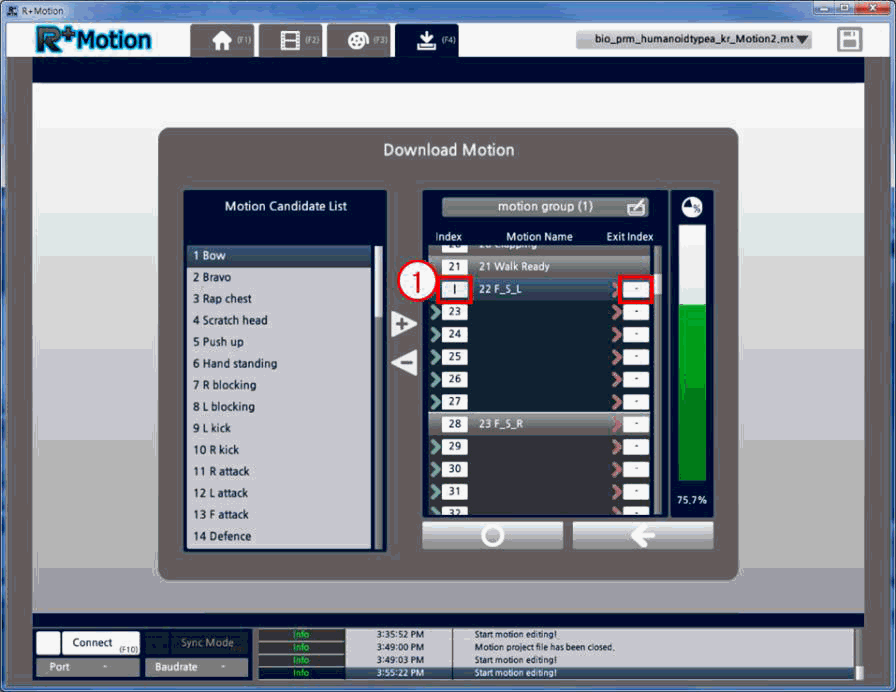 R+Motion
R+Motion
(F1)
(F2)
(F3)
(F4)
bio_prm_humanoidtypea_kr_Motion2.mt
Download Motion
Motion Candidate List
1 Bow
2 Bravo
3 Rap chest
4 Scratch head
5 Push up
6 Hand standing
7 R blocking
8 L blocking
9 L kick
10 R kick
11 R attack
12 L attack
13 F attack
14 Defence
motion group (1)
%
Index Motion Name Exit Index
20 20 Clapping -
21 21 Walk Ready
1
22 F_S_L -
23 -
24 -
25 -
26 -
27 -
28 23 F_S_R -
29 -
30 -
31 -
32 -
75.7%
Connect (F10)
Sync Mode
Port -
Baudrate -
Info 3:35:52 PM Start motion editing!
Info 3:49:00 PM Motion project file has been closed.
Info 3:49:03 PM Start motion editing!
Info 3:55:22 PM Start motion editing!